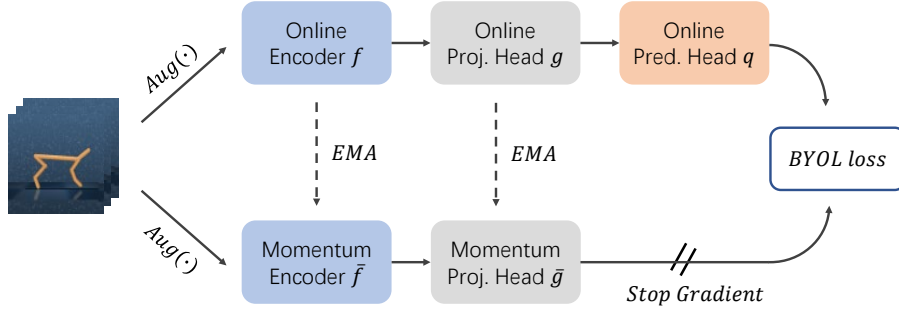 Aug(·)
Online
Encoder f
Online
Proj. Head g
Online
Pred. Head q
EMA
EMA
BYOL loss
Aug(·)
Momentum
Encoder f̄
Momentum
Proj. Head ḡ
Stop Gradient